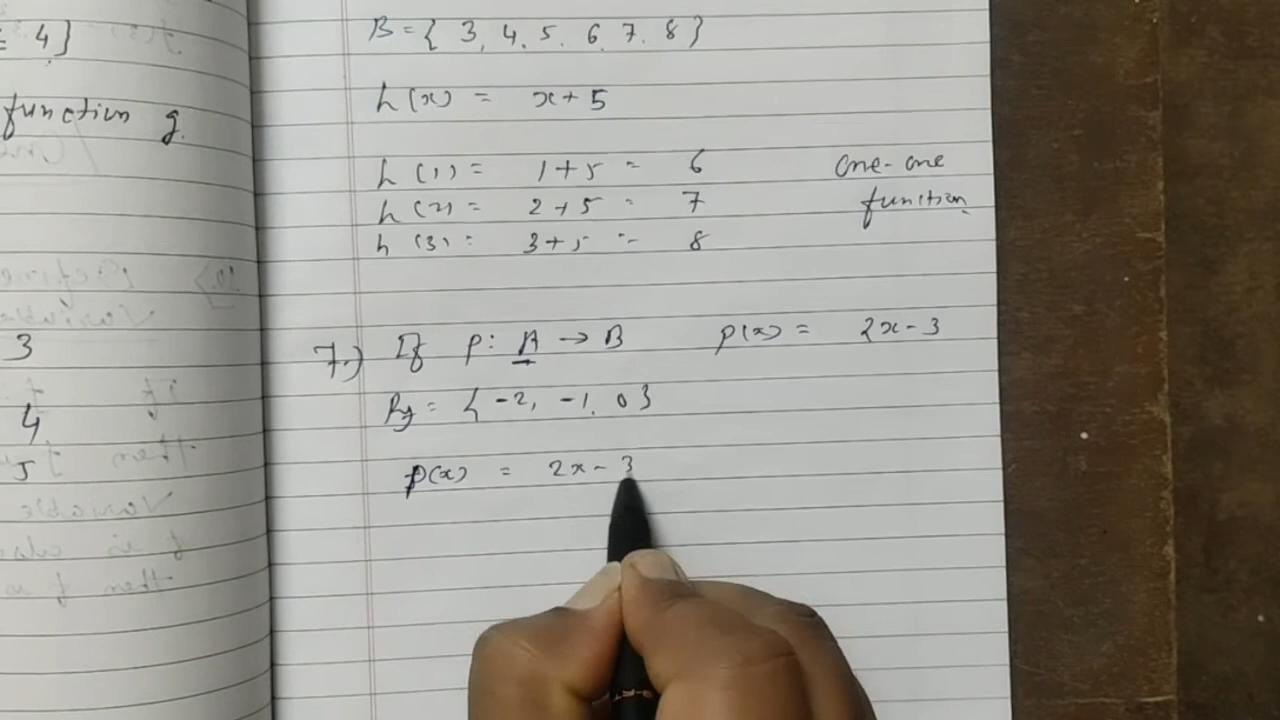 = 4}
function g.
3
4
5
B = { 3, 4, 5, 6, 7, 8 }
h(x) = x + 5
h(1) = 1 + 5 = 6 one-one
h(2) = 2 + 5 = 7 function
h(3) = 3 + 5 = 8
7.) If p: A → B p(x) = 2x - 3
Rg = { -2, -1, 0 }
p(x) = 2x - 3